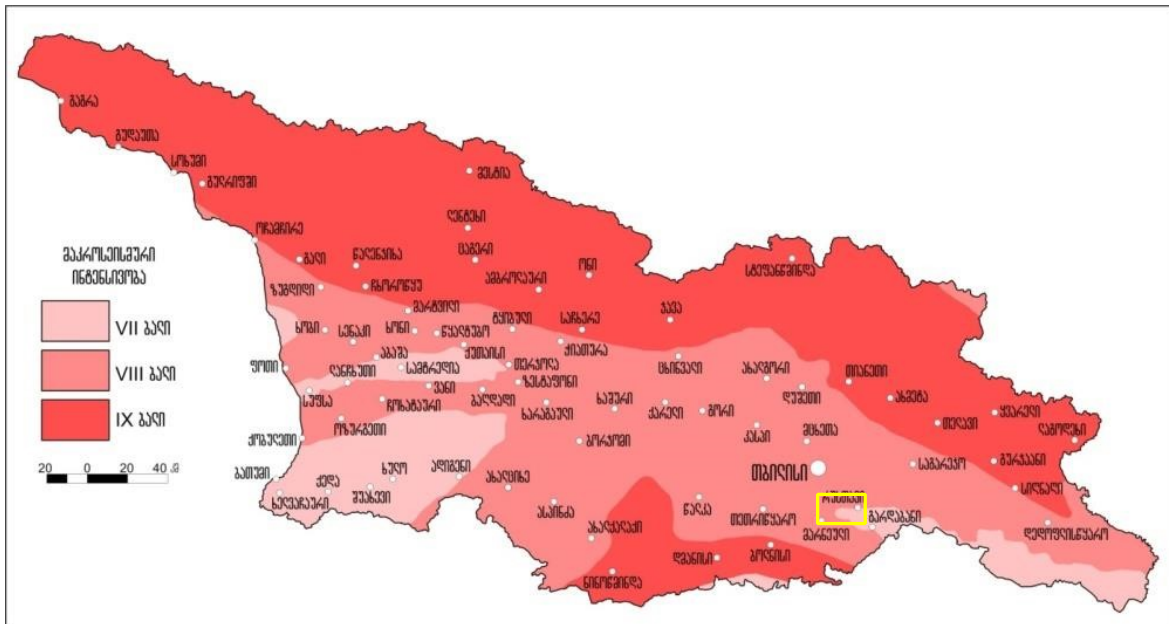 გაგრა
გუდაუთა
სოხუმი
გულრიფში
მესტია
ოჩამჩირე
ლენტეხი
მაკროსეისმური
ინტენსივობა
გალი
წალენჯიხა
ცაგერი
ონი
სტეფანწმინდა
ზუგდიდი
ჩხოროწყუ
ამბროლაური
VII ბალი
მარტვილი
ჯავა
ხობი
სენაკი
ხონი
წყალტუბო
ტყიბული
საჩხერე
ფოთი
აბაშა
ქუთაისი
ჭიათურა
VIII ბალი
ლანჩხუთი
სამტრედია
თერჯოლა
ცხინვალი
ახალგორი
თიანეთი
სუფსა
ვანი
ზესტაფონი
დუშეთი
ახმეტა
IX ბალი
ჩოხატაური
ბაღდადი
ხარაგაული
ხაშური
ქარელი
გორი
ყვარელი
ოზურგეთი
კასპი
მცხეთა
თელავი
ლაგოდეხი
ქობულეთი
ბორჯომი
გურჯაანი
20 0 20 40 კმ
ბათუმი
ქედა
ხულო
ადიგენი
თბილისი
საგარეჯო
ხელვაჩაური
შუახევი
ახალციხე
სიღნაღი
ასპინძა
წალკა
თეთრიწყარო
რუსთავი
გარდაბანი
ახალქალაქი
მარნეული
დედოფლისწყარო
დმანისი
ბოლნისი
ნინოწმინდა